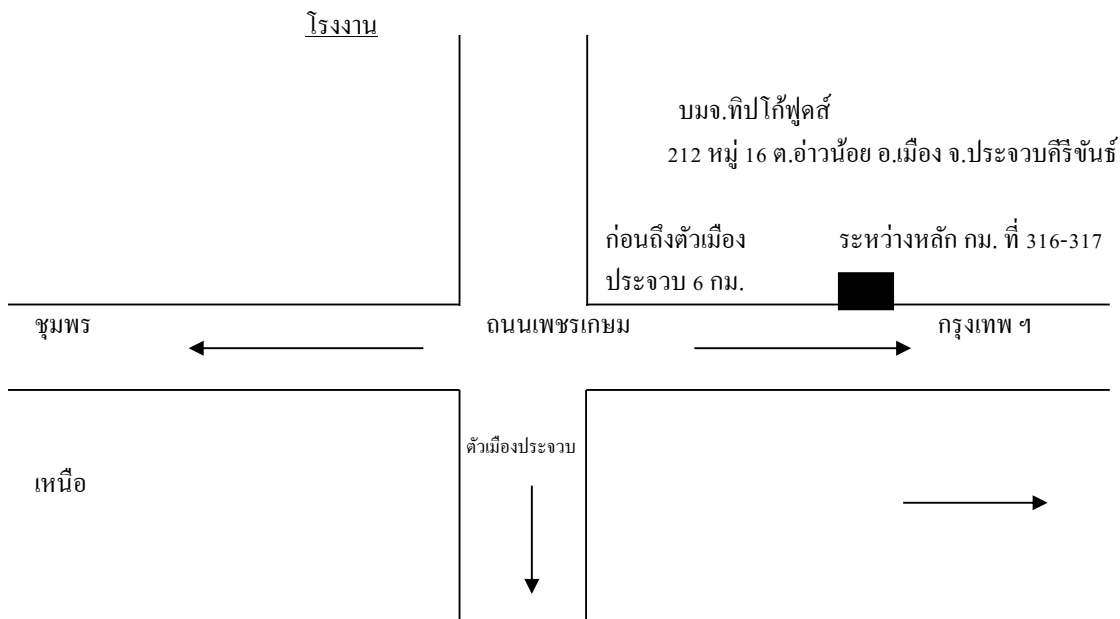 โรงงาน
บมจ.ทิปโก้ฟูดส์
212 หมู่ 16 ต.อ่าวน้อย อ.เมือง จ.ประจวบคีรีขันธ์
ก่อนถึงตัวเมือง
ประจวบ 6 กม.
ระหว่างหลัก กม. ที่ 316-317
ชุมพร
ถนนเพชรเกษม
กรุงเทพ ฯ
ตัวเมืองประจวบ
เหนือ